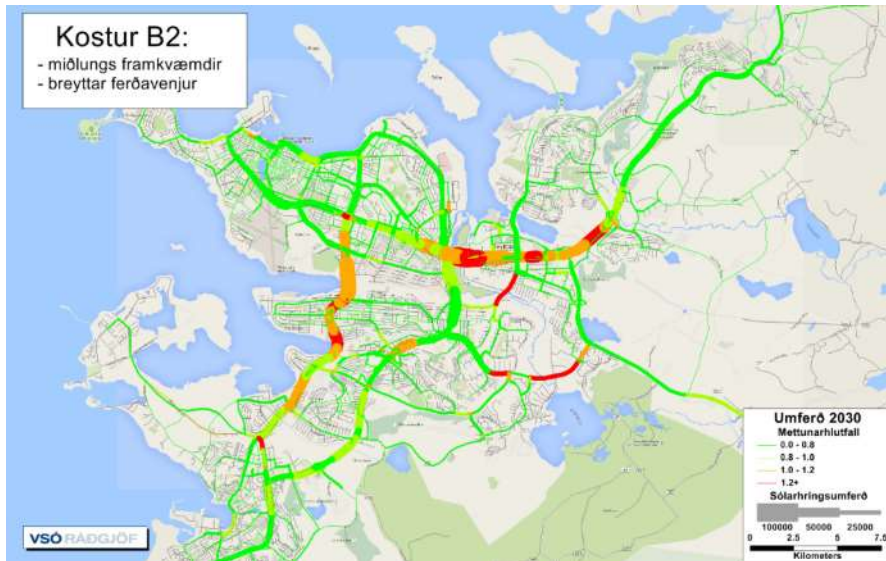 Kostur B2:
- miðlungs framkvæmdir
- breyttar ferðavenjur
Umferð 2030
Mettunarhlutfall
0.0 - 0.8
0.8 - 1.0
1.0 - 1.2
1.2+
Sólarhringsumferð
100000 50000 25000
0 2.5 5 7.5
Kilometers
VSÓ RÁÐGJÖF